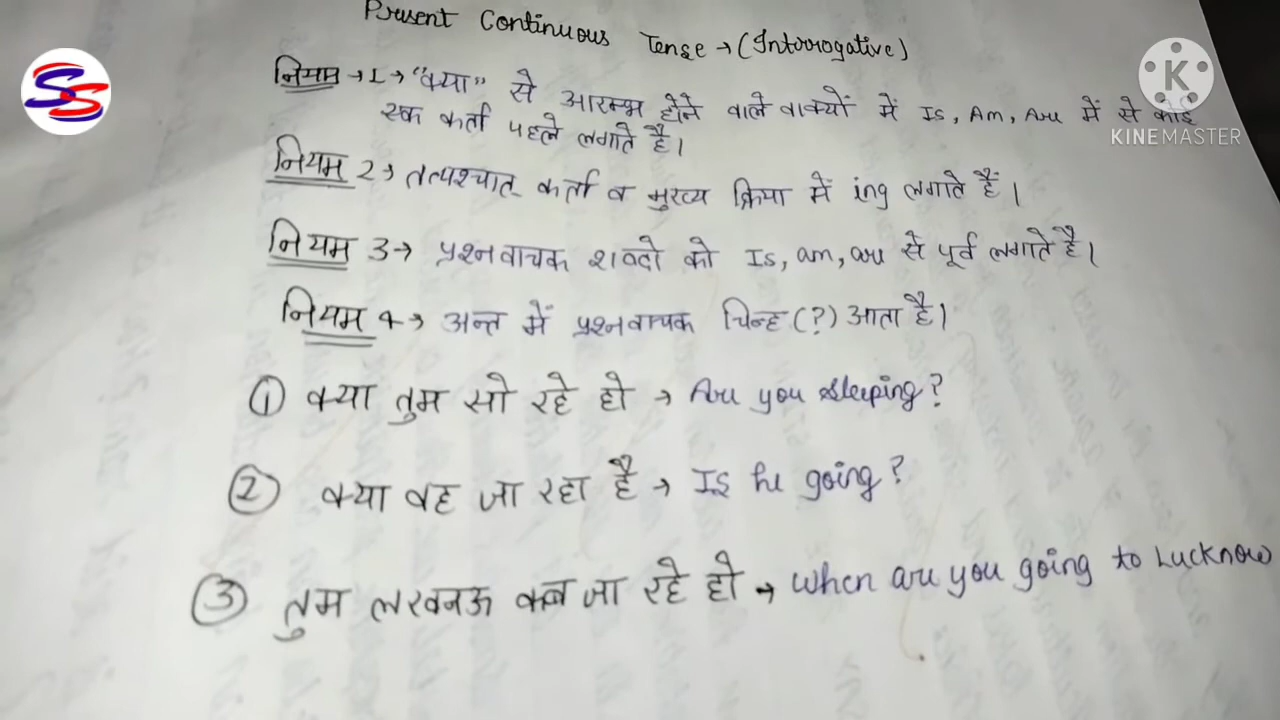 Present Continuous Tense → (Interrogative)
नियम → 1 → "क्या" से आरम्भ होने वाले वाक्यों में Is, Am, Are में से कोई
एक कर्ता पहले लगाते है।
नियम 2 → तत्पश्चात् कर्ता व मुख्य क्रिया में ing लगाते हैं।
नियम 3 → प्रश्नवाचक शव्दो को Is, am, are से पूर्व लगाते है।
नियम 4 → अन्त में प्रश्नवाचक चिन्ह (?) आता है।
① क्या तुम सो रहे हो → Are you sleeping?
② क्या वह जा रहा है → Is he going?
③ तुम लखनऊ कब जा रहे हो → When are you going to Lucknow
SS
K
KINEMASTER